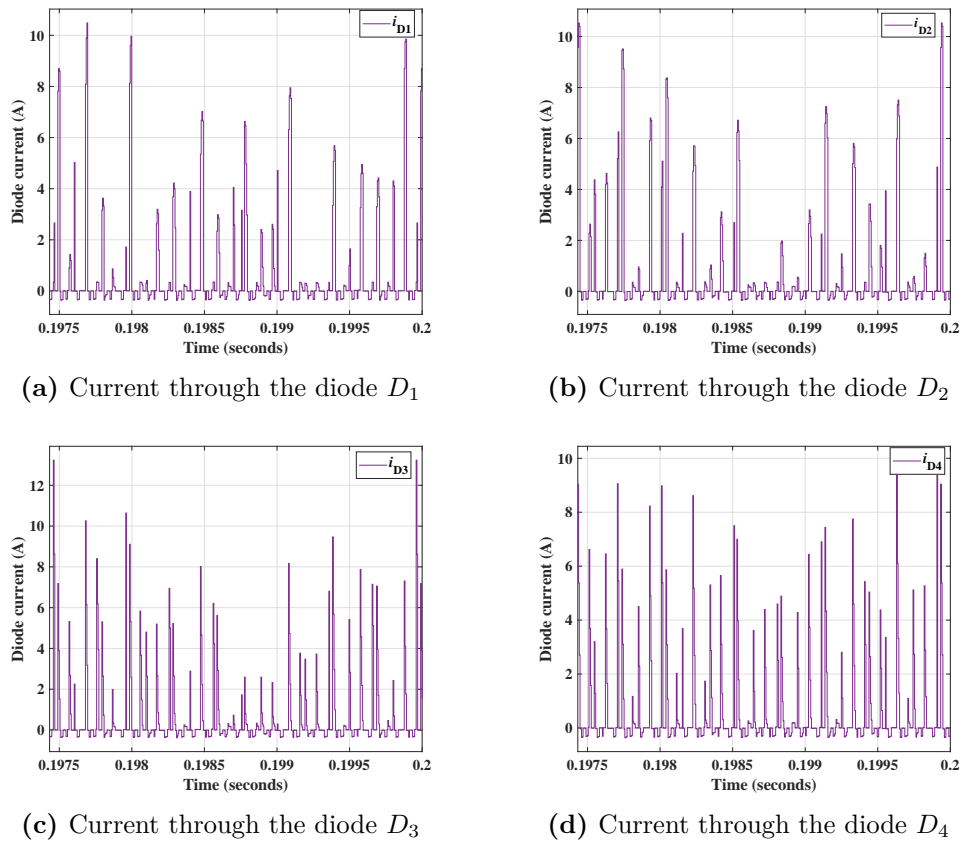 i_D1
Diode current (A)
10
8
6
4
2
0
0.1975 0.198 0.1985 0.199 0.1995 0.2
Time (seconds)
(a) Current through the diode D_1
i_D2
Diode current (A)
10
8
6
4
2
0
0.1975 0.198 0.1985 0.199 0.1995 0.2
Time (seconds)
(b) Current through the diode D_2
i_D3
Diode current (A)
12
10
8
6
4
2
0
0.1975 0.198 0.1985 0.199 0.1995 0.2
Time (seconds)
(c) Current through the diode D_3
i_D4
Diode current (A)
10
8
6
4
2
0
0.1975 0.198 0.1985 0.199 0.1995 0.2
Time (seconds)
(d) Current through the diode D_4